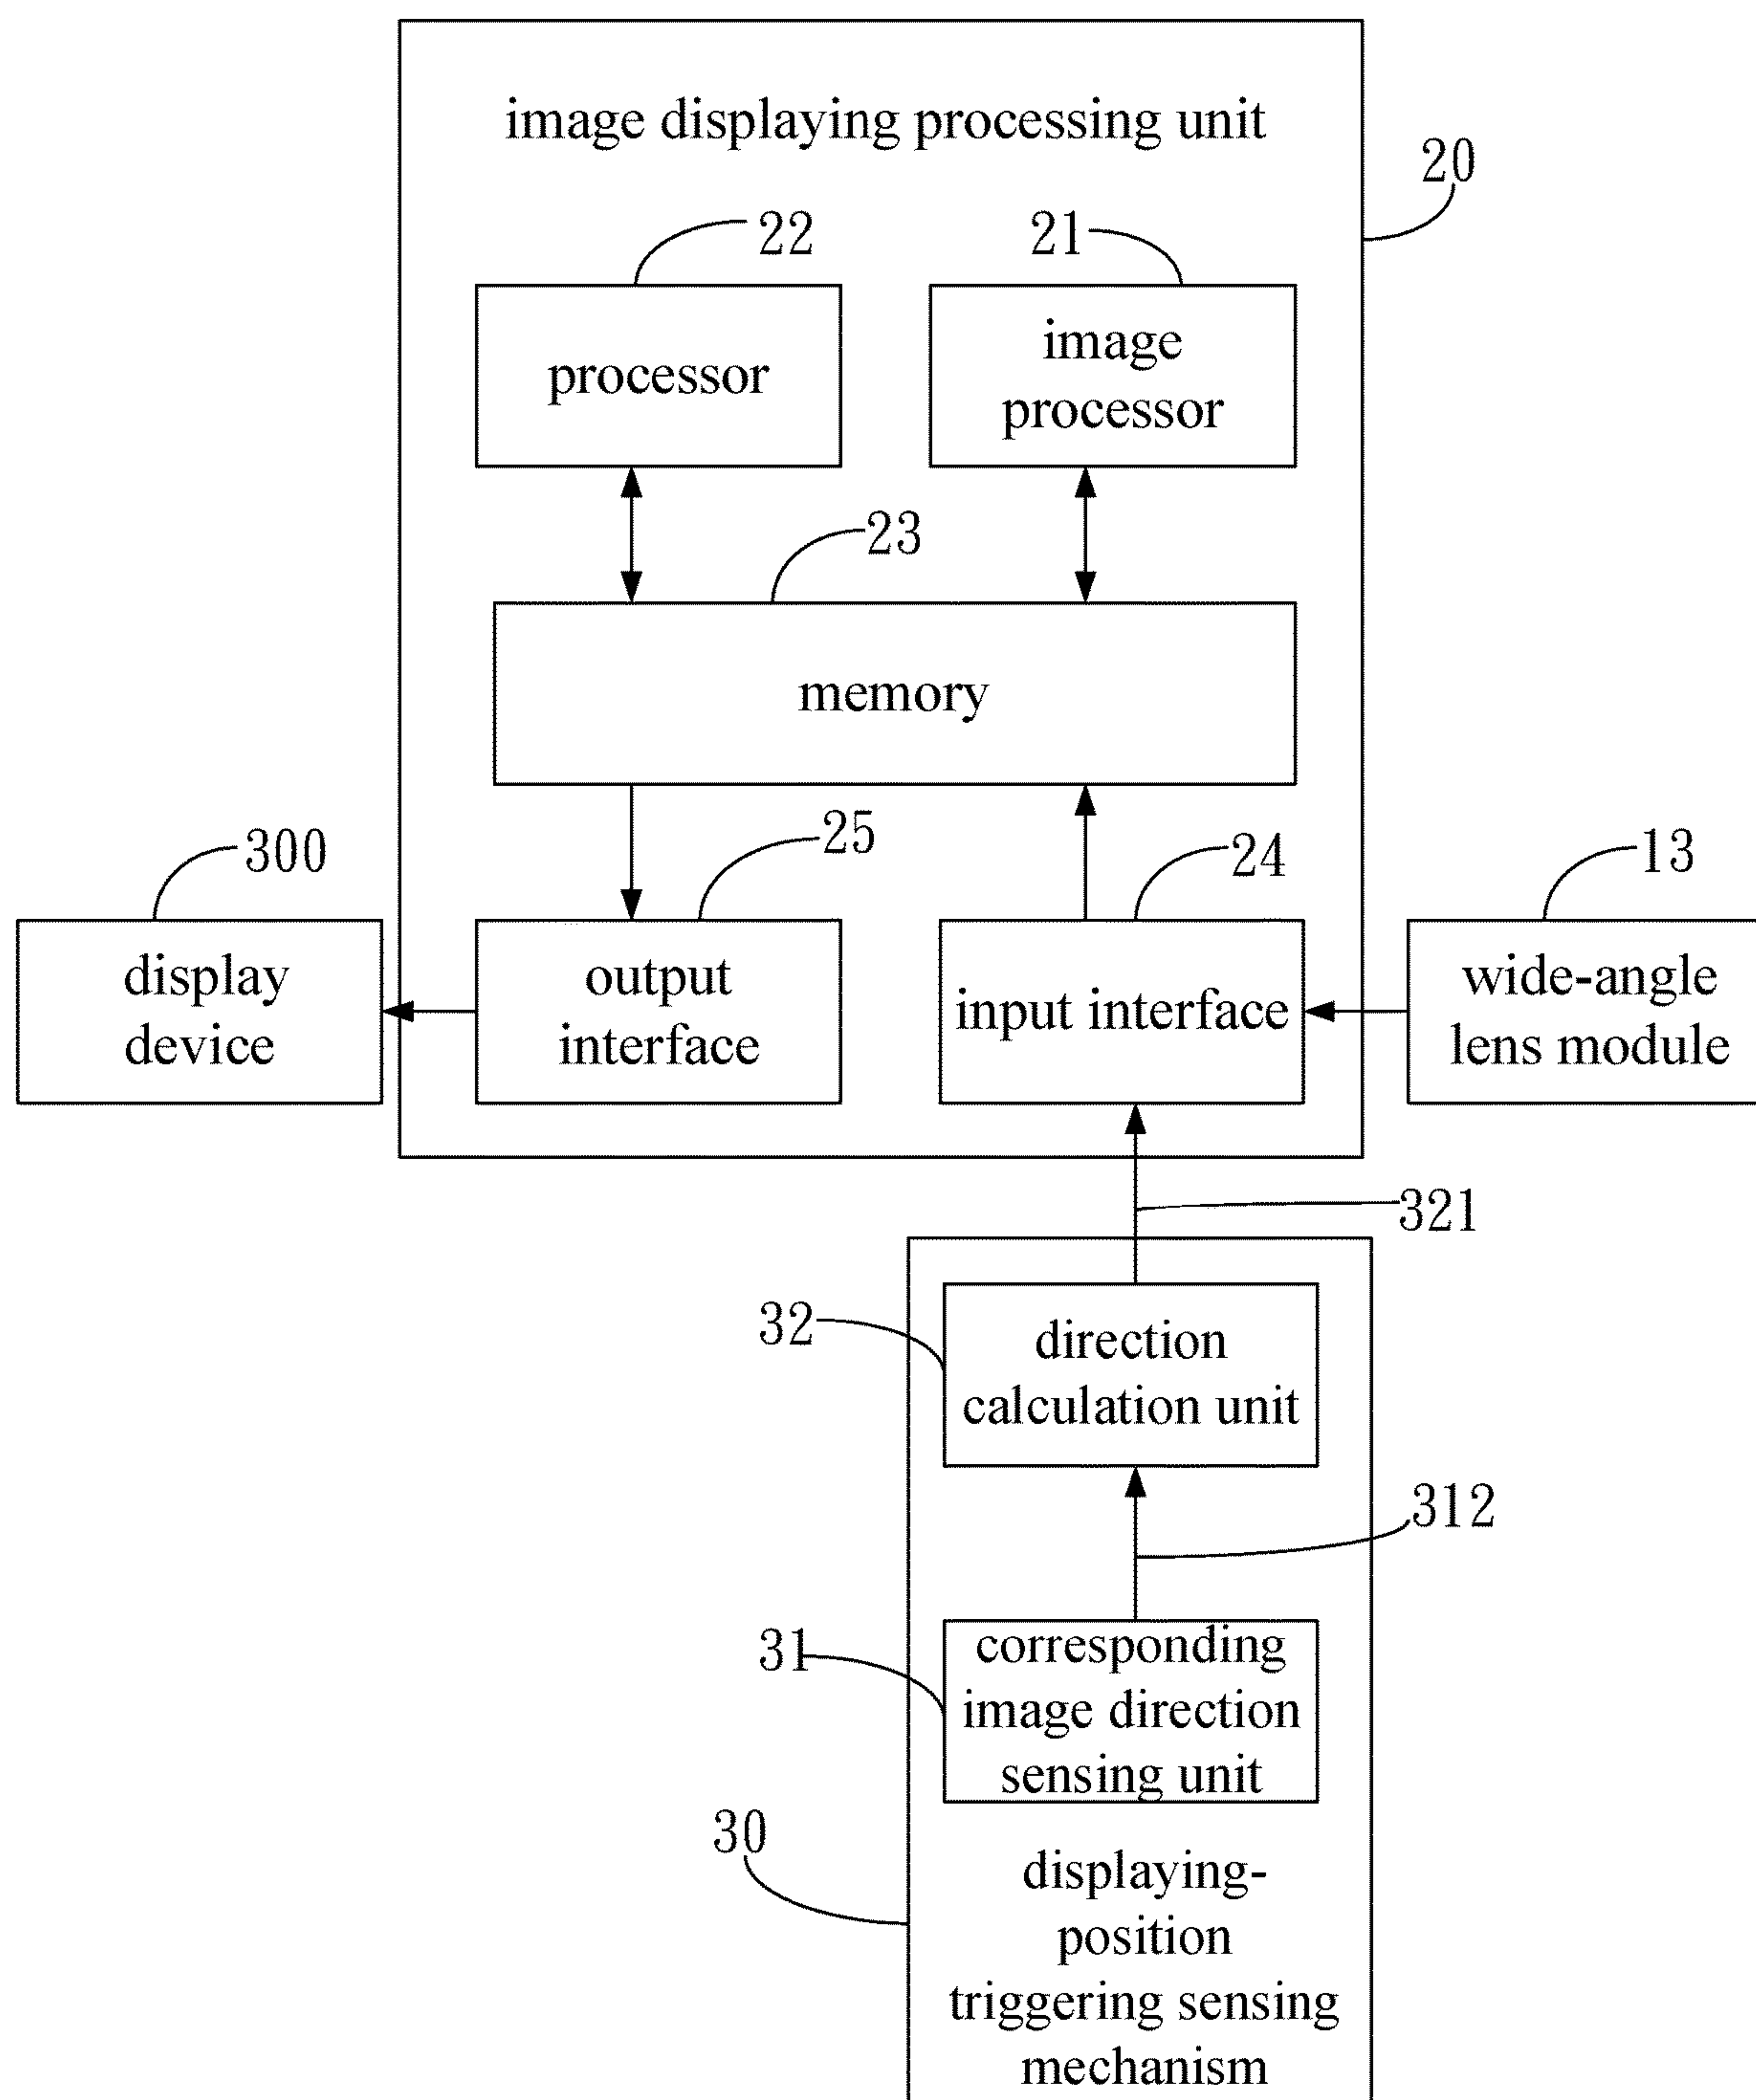 image displaying processing unit
20
22
21
processor
image
processor
23
memory
300
25
24
13
display
device
output
interface
input interface
wide-angle
lens module
321
32
direction
calculation unit
312
31
corresponding
image direction
sensing unit
30
displaying-
position
triggering sensing
mechanism